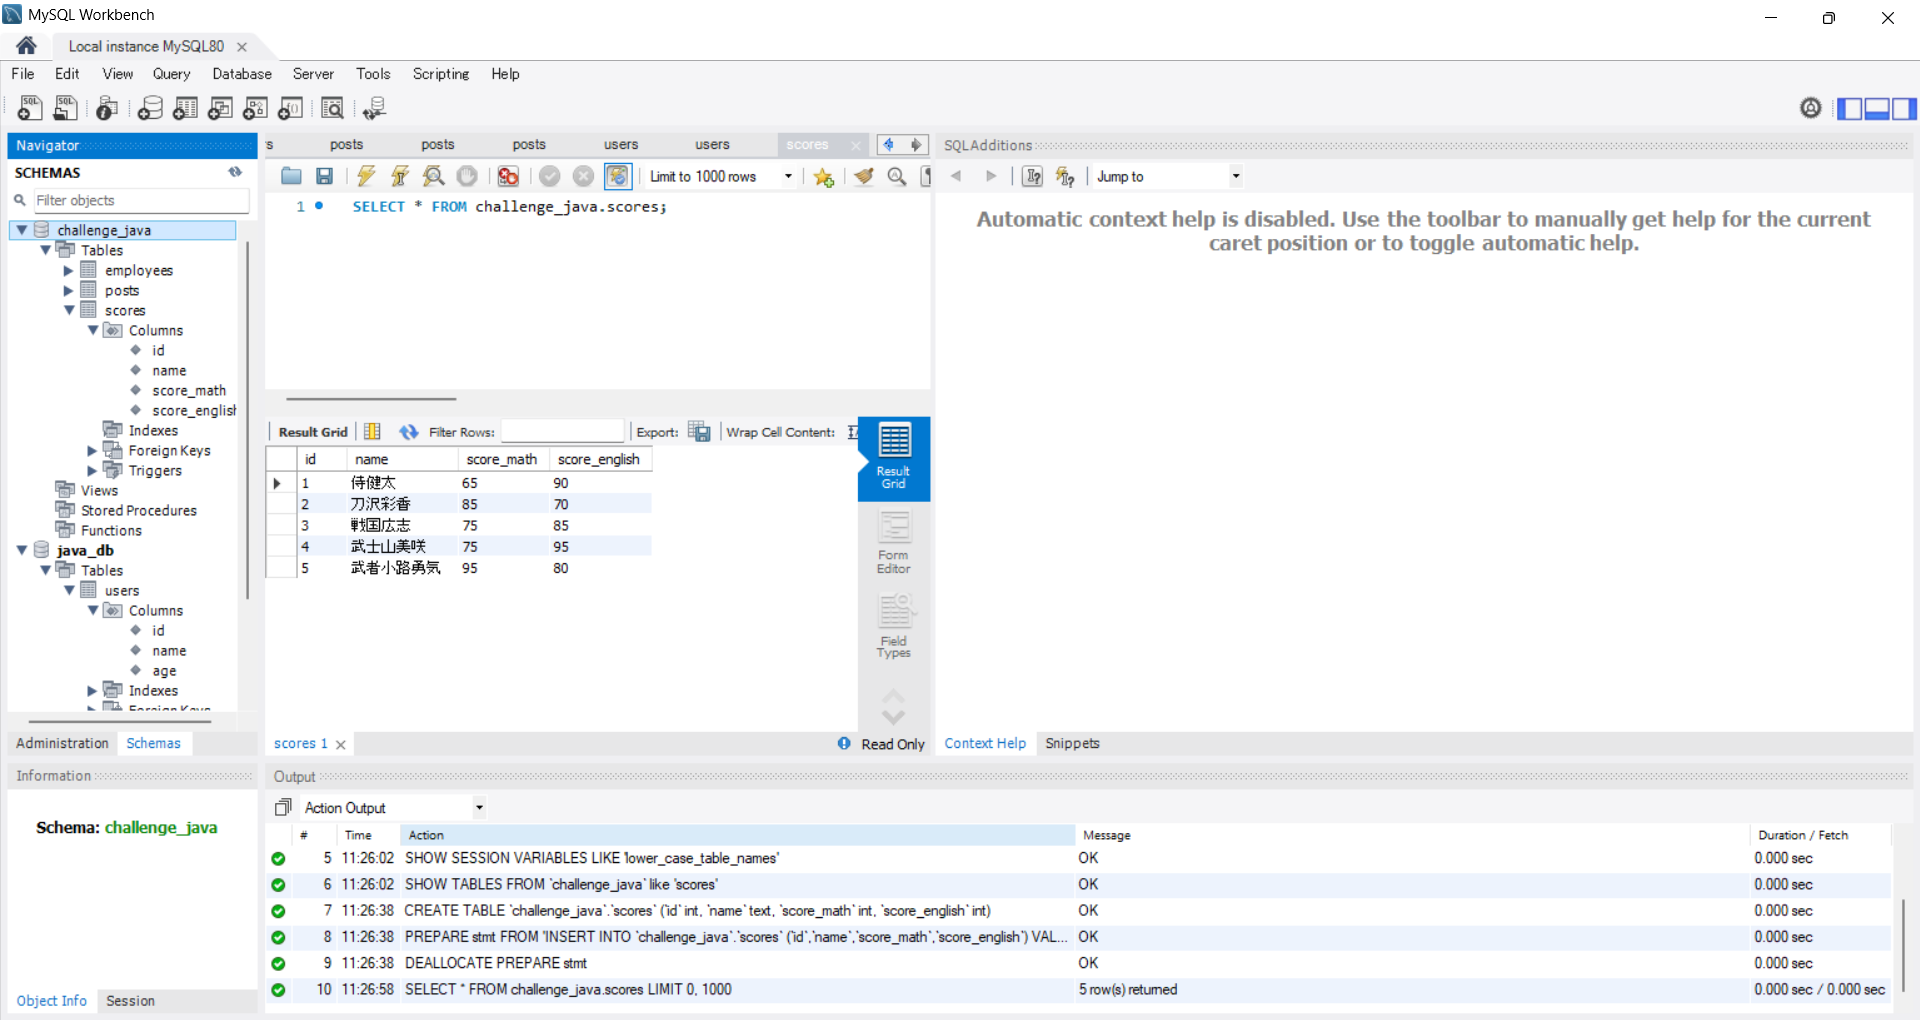 MySQL Workbench
Local instance MySQL80
File Edit View Query Database Server Tools Scripting Help
Navigator
SCHEMAS
Filter objects
challenge_java
Tables
employees
posts
scores
Columns
id
name
score_math
score_english
Indexes
Foreign Keys
Triggers
Views
Stored Procedures
Functions
java_db
Tables
users
Columns
id
name
age
Indexes
Foreign Keys
Administration Schemas
Information
Schema: challenge_java
Object Info Session
s posts posts posts users users scores
Limit to 1000 rows
1 SELECT * FROM challenge_java.scores;
Result Grid Filter Rows: Export: Wrap Cell Content:
id name score_math score_english
1 侍健太 65 90
2 刀沢彩香 85 70
3 戦国広志 75 85
4 武士山美咲 75 95
5 武者小路勇気 95 80
Result
Grid
Form
Editor
Field
Types
scores 1
Read Only
SQLAdditions
Jump to
Automatic context help is disabled. Use the toolbar to manually get help for the current
caret position or to toggle automatic help.
Context Help Snippets
Output
Action Output
# Time Action Message Duration / Fetch
5 11:26:02 SHOW SESSION VARIABLES LIKE 'lower_case_table_names' OK 0.000 sec
6 11:26:02 SHOW TABLES FROM `challenge_java` like 'scores' OK 0.000 sec
7 11:26:38 CREATE TABLE `challenge_java`.`scores` (`id` int, `name` text, `score_math` int, `score_english` int) OK 0.000 sec
8 11:26:38 PREPARE stmt FROM 'INSERT INTO `challenge_java`.`scores` (`id`,`name`,`score_math`,`score_english`) VAL... OK 0.000 sec
9 11:26:38 DEALLOCATE PREPARE stmt OK 0.000 sec
10 11:26:58 SELECT * FROM challenge_java.scores LIMIT 0, 1000 5 row(s) returned 0.000 sec / 0.000 sec